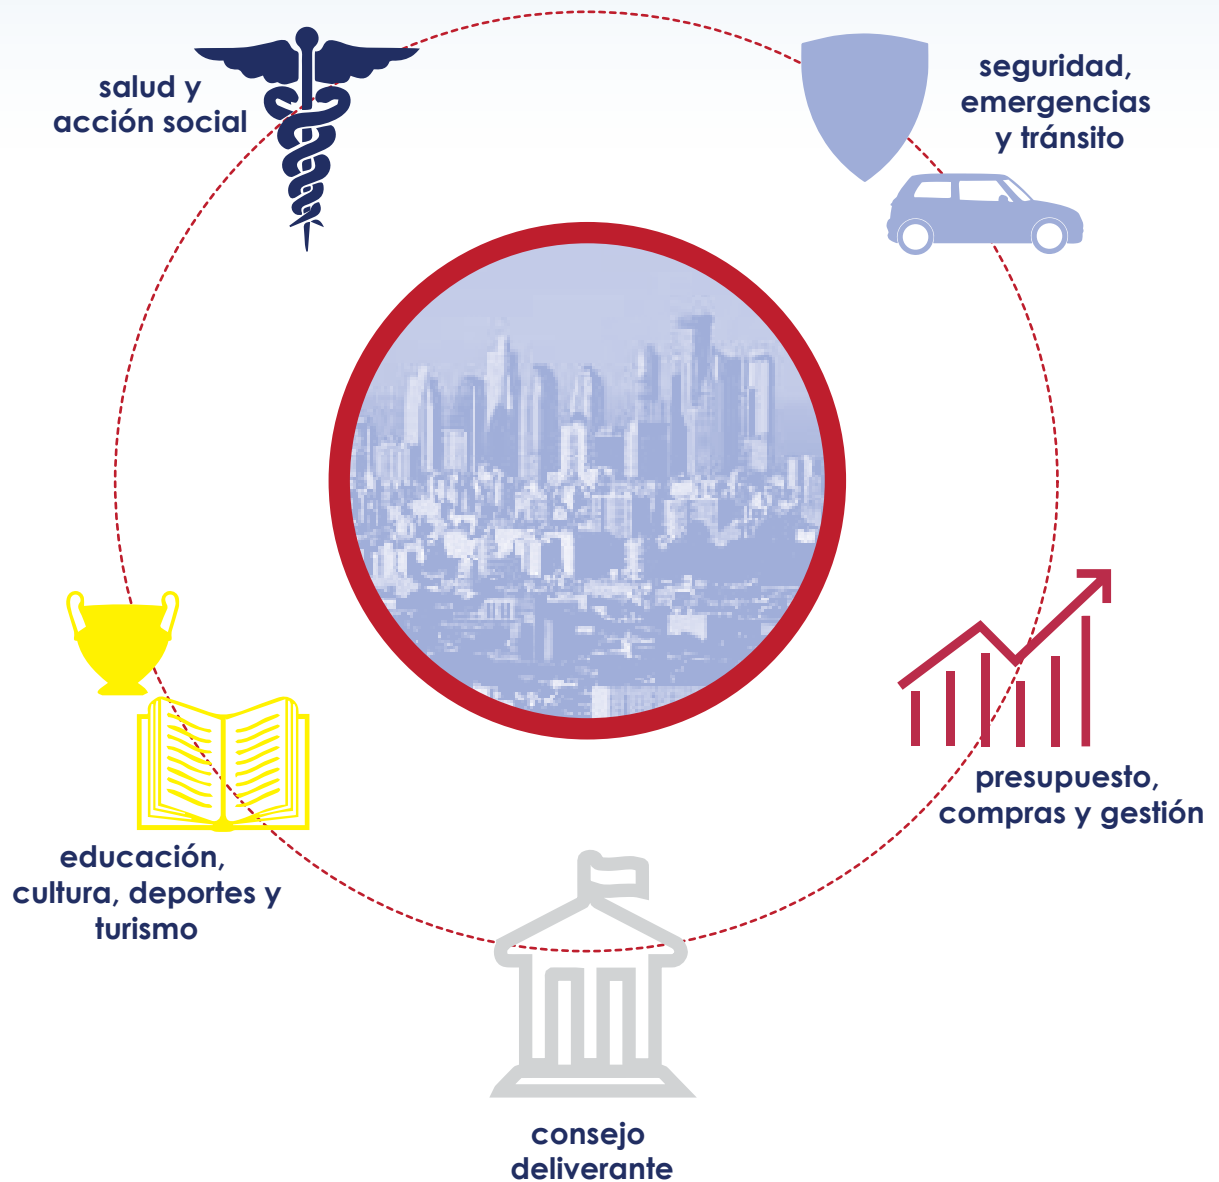 salud y
acción social
seguridad,
emergencias
y tránsito
presupuesto,
compras y gestión
educación,
cultura, deportes y
turismo
consejo
deliverante